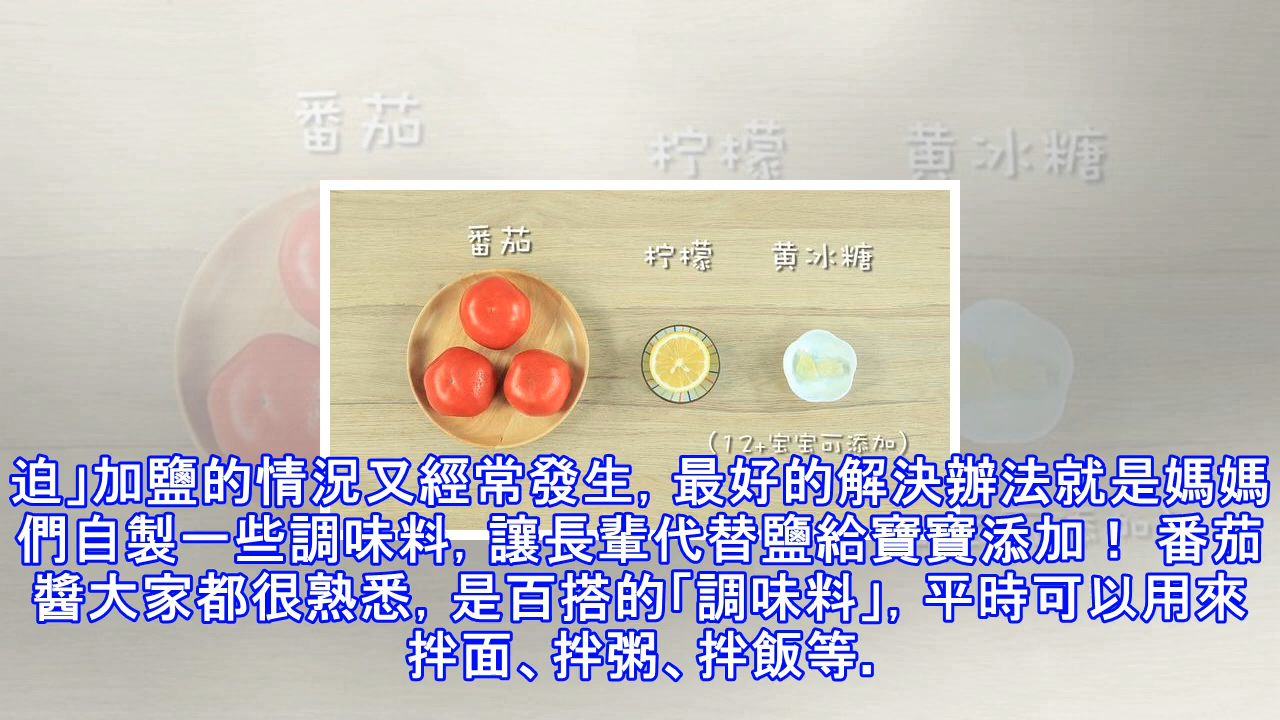 番茄
柠檬
黄冰糖
番茄
柠檬
黄冰糖
(12+宝宝可添加)
迫」加鹽的情況又經常發生, 最好的解決辦法就是媽媽
們自製一些調味料, 讓長輩代替鹽給寶寶添加! 番茄
醬大家都很熟悉, 是百搭的「調味料」, 平時可以用來
拌面、拌粥、拌飯等.